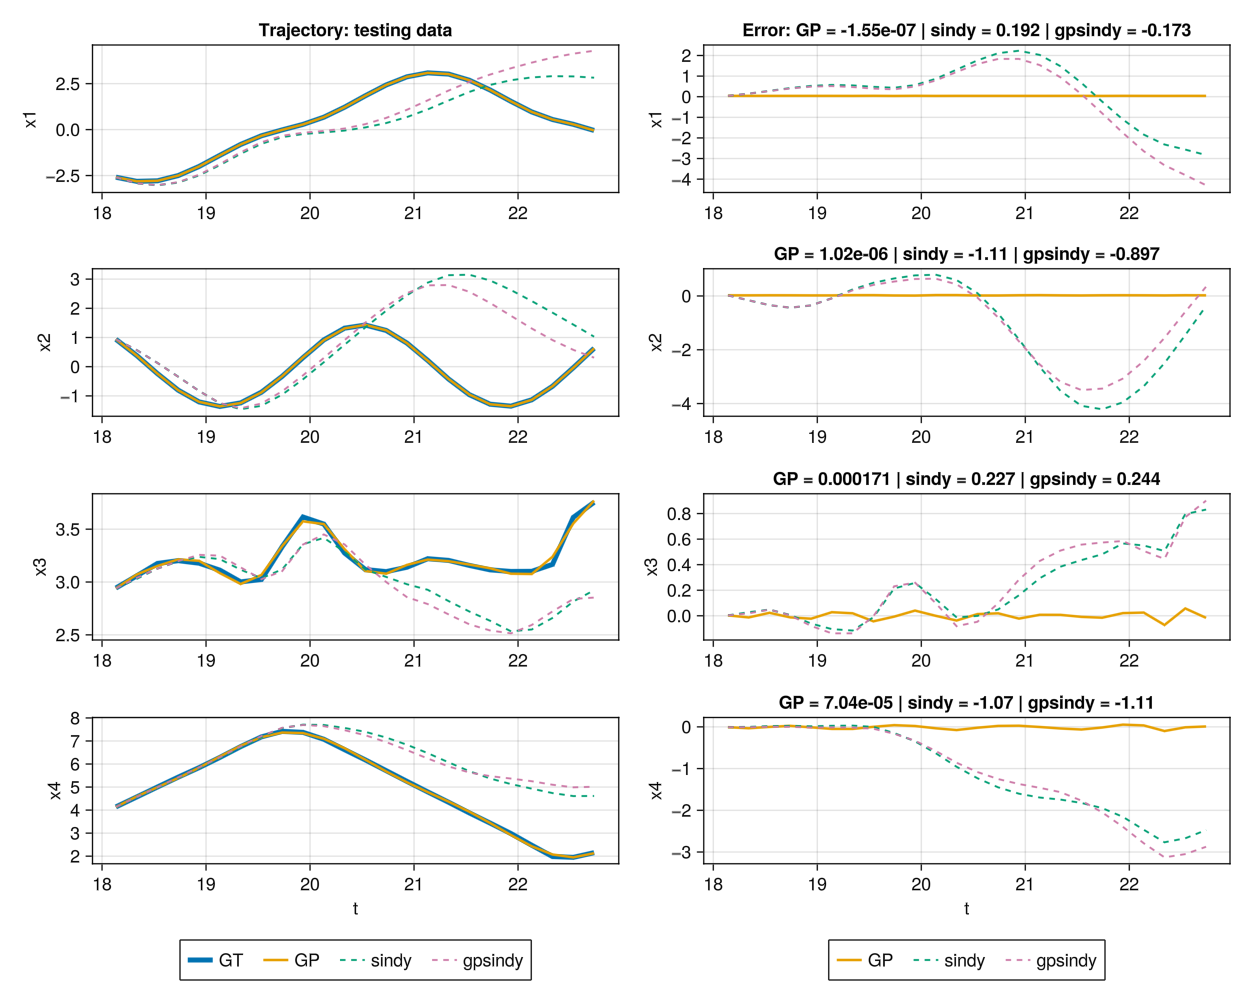 Trajectory: testing data
x1
2.5
0.0
−2.5
18 19 20 21 22
Error: GP = -1.55e-07 | sindy = 0.192 | gpsindy = -0.173
x1
2
1
0
−1
−2
−3
−4
18 19 20 21 22
x2
3
2
1
0
−1
18 19 20 21 22
GP = 1.02e-06 | sindy = -1.11 | gpsindy = -0.897
x2
0
−2
−4
18 19 20 21 22
x3
3.5
3.0
2.5
18 19 20 21 22
GP = 0.000171 | sindy = 0.227 | gpsindy = 0.244
x3
0.8
0.6
0.4
0.2
0.0
18 19 20 21 22
x4
8
7
6
5
4
3
2
18 19 20 21 22
t
GP = 7.04e-05 | sindy = -1.07 | gpsindy = -1.11
x4
0
−1
−2
−3
18 19 20 21 22
t
GT GP sindy gpsindy
GP sindy gpsindy